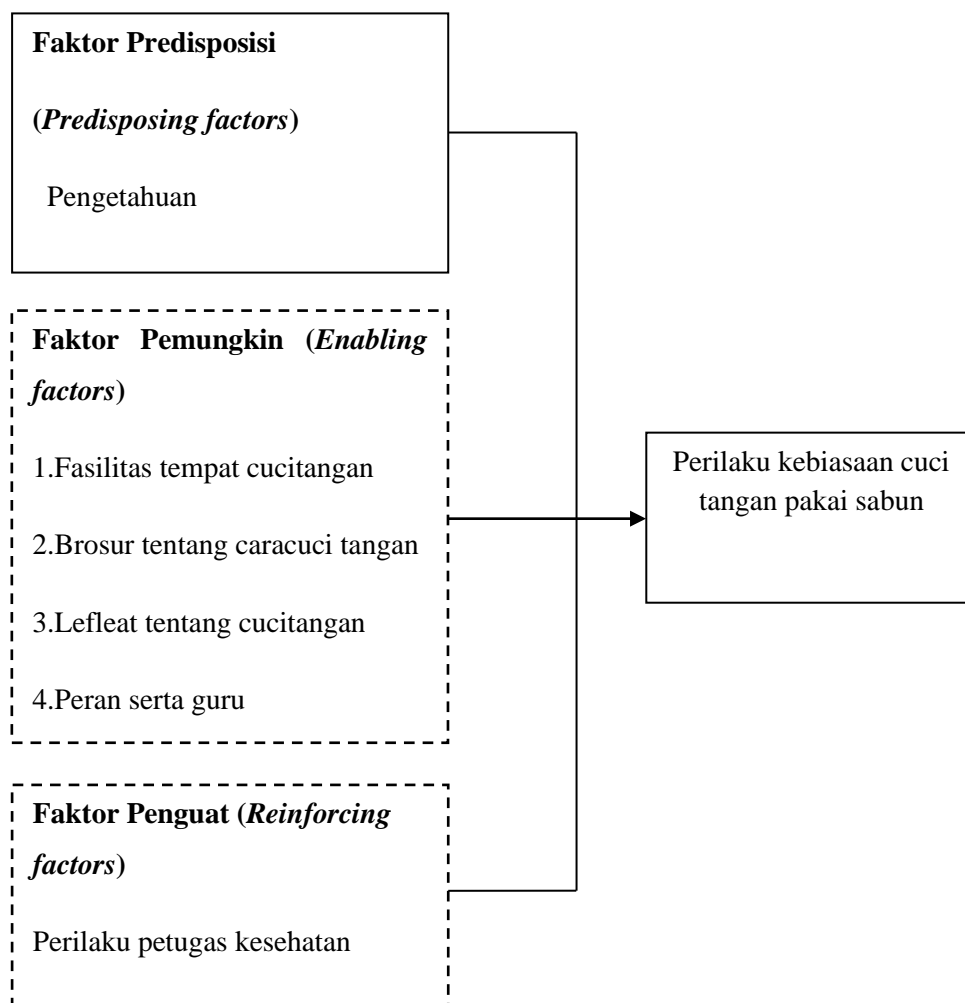 Faktor Predisposisi
(Predisposing factors)
Pengetahuan
Faktor Pemungkin (Enabling
factors)
1.Fasilitas tempat cucitangan
2.Brosur tentang caracuci tangan
3.Lefleat tentang cucitangan
4.Peran serta guru
Faktor Penguat (Reinforcing
factors)
Perilaku petugas kesehatan
Perilaku kebiasaan cuci
tangan pakai sabun